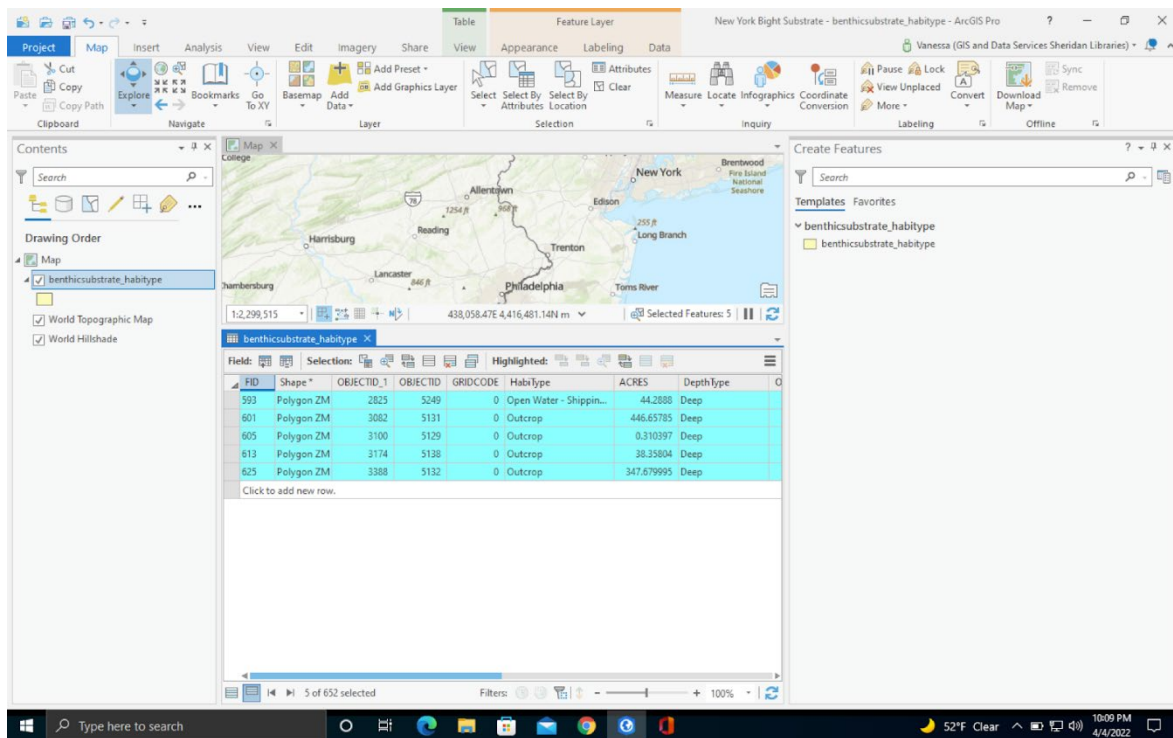 Table
Feature Layer
New York Bight Substrate - benthicsubstrate_habitype - ArcGIS Pro
?
Project Map Insert Analysis View Edit Imagery Share View Appearance Labeling Data
Vanessa (GIS and Data Services Sheridan Libraries)
Paste
Cut
Copy
Copy Path
Clipboard
Explore
Bookmarks
Go
To XY
Navigate
Basemap
Add
Data
Add Preset
Add Graphics Layer
Layer
Select
Select By
Attributes
Select By
Location
Attributes
Clear
Selection
Measure
Locate
Infographics
Coordinate
Conversion
Inquiry
Pause
Lock
View Unplaced
More
Convert
Labeling
Download
Map
Sync
Remove
Offline
Contents
Search
Drawing Order
Map
benthicsubstrate_habitype
World Topographic Map
World Hillshade
Map
College
New York
Brentwood
Fire Island
National
Seashore
Allentown
78
1254 ft
968 ft
Edison
Reading
255 ft
Long Branch
Harrisburg
Trenton
Lancaster
846 ft
Chambersburg
Philadelphia
Toms River
1:2,299,515
438,058.47E 4,416,481.14N m
Selected Features: 5
benthicsubstrate_habitype
Field:
Selection:
Highlighted:
FID Shape * OBJECTID_1 OBJECTID GRIDCODE HabiType ACRES DepthType O
593 Polygon ZM 2825 5249 0 Open Water - Shippin... 44.2888 Deep
601 Polygon ZM 3082 5131 0 Outcrop 446.65785 Deep
605 Polygon ZM 3100 5129 0 Outcrop 0.310397 Deep
613 Polygon ZM 3174 5138 0 Outcrop 38.35804 Deep
625 Polygon ZM 3388 5132 0 Outcrop 347.679995 Deep
Click to add new row.
5 of 652 selected
Filters:
100%
Create Features
?
Search
Templates Favorites
benthicsubstrate_habitype
benthicsubstrate_habitype
Type here to search
52°F Clear
10:09 PM
4/4/2022